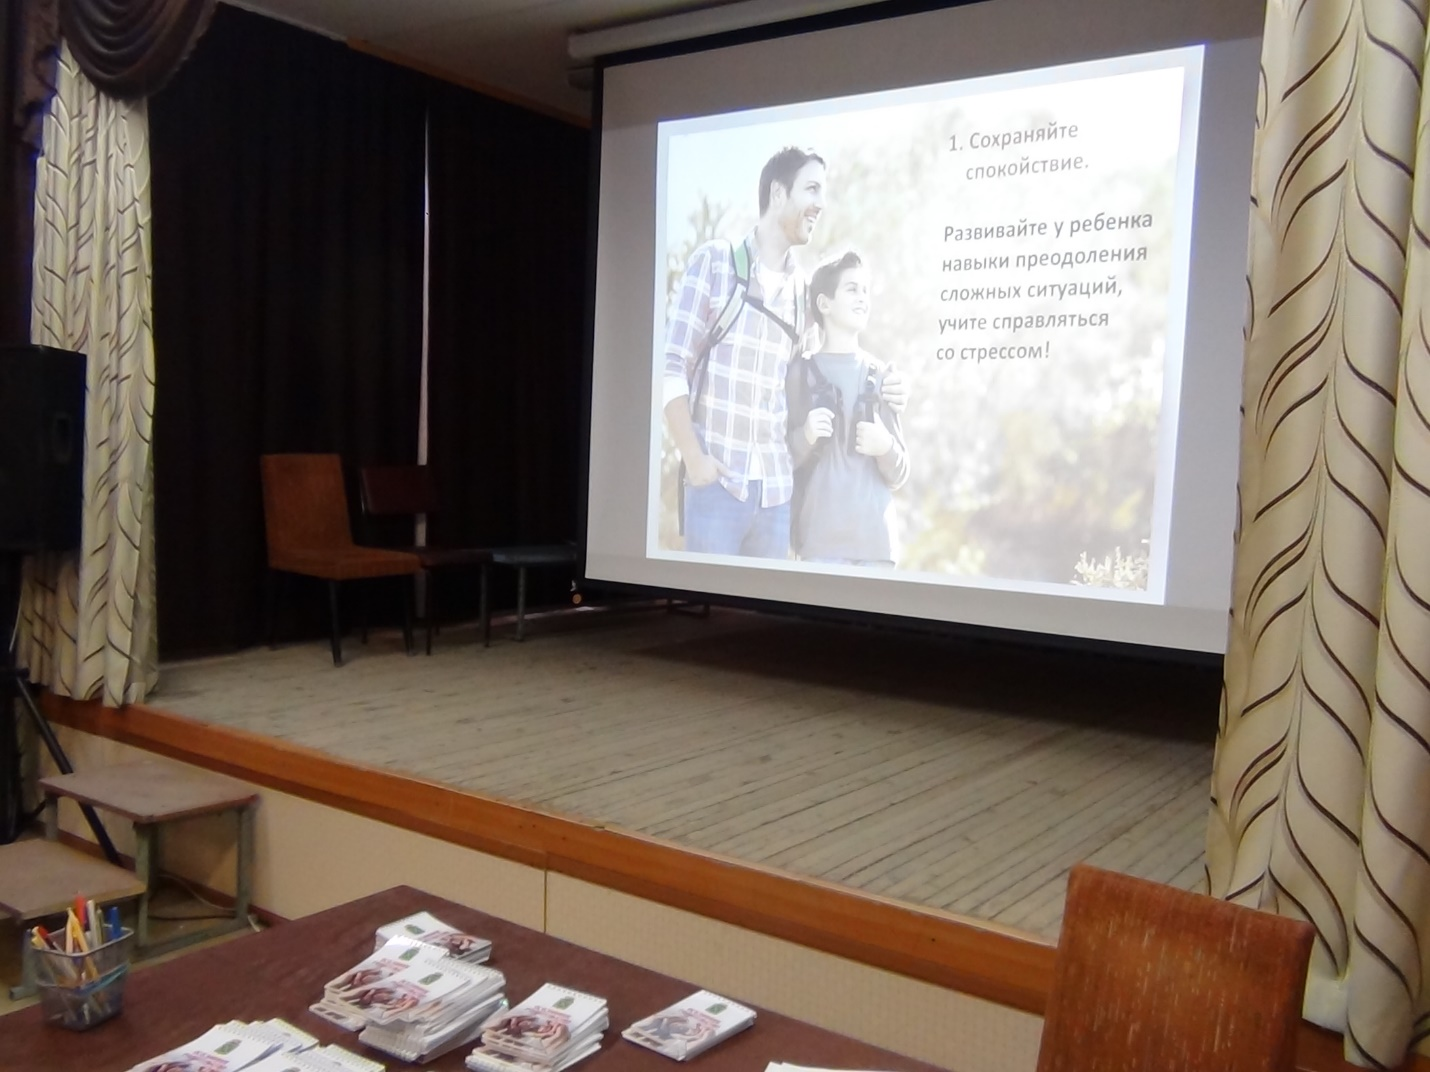 1. Сохраняйте
спокойствие.
Развивайте у ребенка
навыки преодоления
сложных ситуаций,
учите справляться
со стрессом!